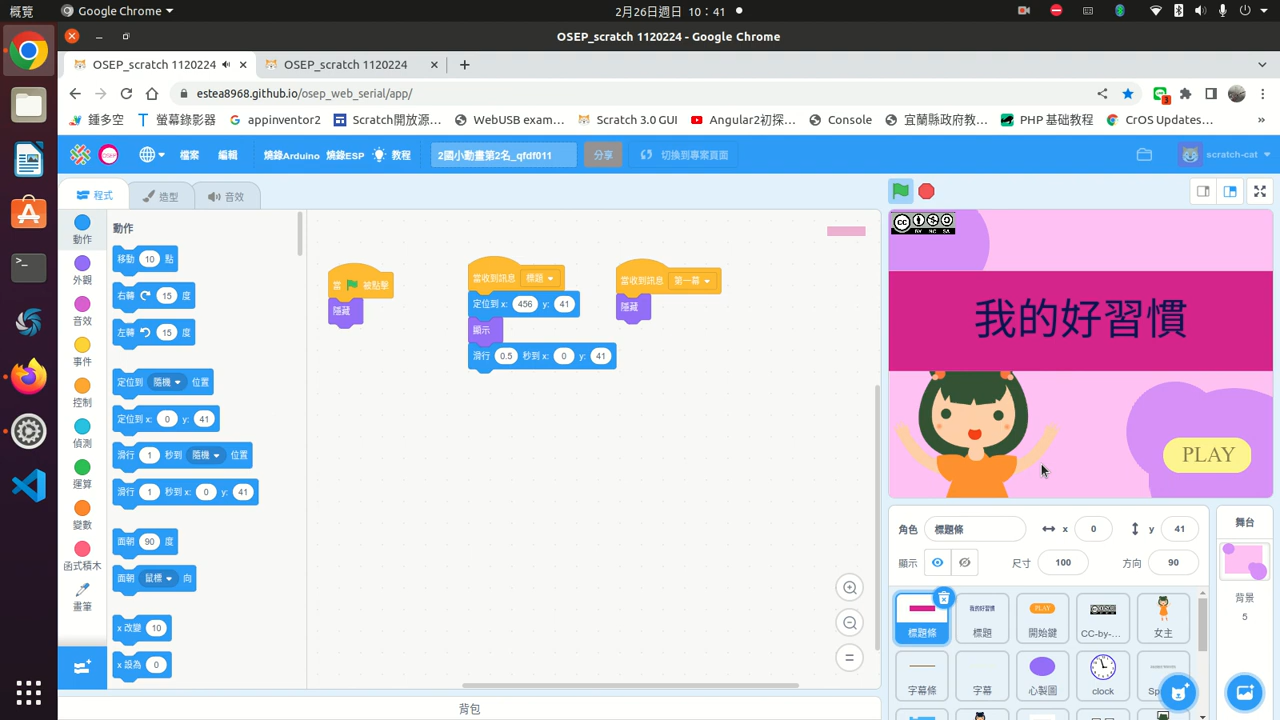 概覽
Google Chrome
2月26日週日 10：41
OSEP_scratch 1120224 - Google Chrome
OSEP_scratch 1120224
OSEP_scratch 1120224
estea8968.github.io/osep_web_serial/app/
鍾多空
螢幕錄影器
appinventor2
Scratch開放源…
WebUSB exam…
Scratch 3.0 GUI
Angular2初探…
Console
宜蘭縣政府教…
PHP 基础教程
CrOS Updates…
»
OSEP
檔案
編輯
燒錄Arduino
燒錄ESP
教程
2國小動畫第2名_qfdf011
分享
切換到專案頁面
scratch-cat
程式
造型
音效
動作
外觀
音效
事件
控制
偵測
運算
變數
函式積木
畫筆
動作
移動 10 點
右轉 15 度
左轉 15 度
定位到 隨機 位置
定位到 x: 0 y: 41
滑行 1 秒到 隨機 位置
滑行 1 秒到 x: 0 y: 41
面朝 90 度
面朝 鼠標 向
x 改變 10
x 設為 0
當 被點擊
隱藏
當收到訊息 標題
定位到 x: 456 y: 41
顯示
滑行 0.5 秒到 x: 0 y: 41
當收到訊息 第一幕
隱藏
背包
CC BY NC SA
我的好習慣
PLAY
角色 標題條 x 0 y 41
顯示 尺寸 100 方向 90
舞台
背景
5
我的好習慣
PLAY
標題條
標題
開始鍵
CC-by-…
女主
字幕條
字幕
心製圖
clock